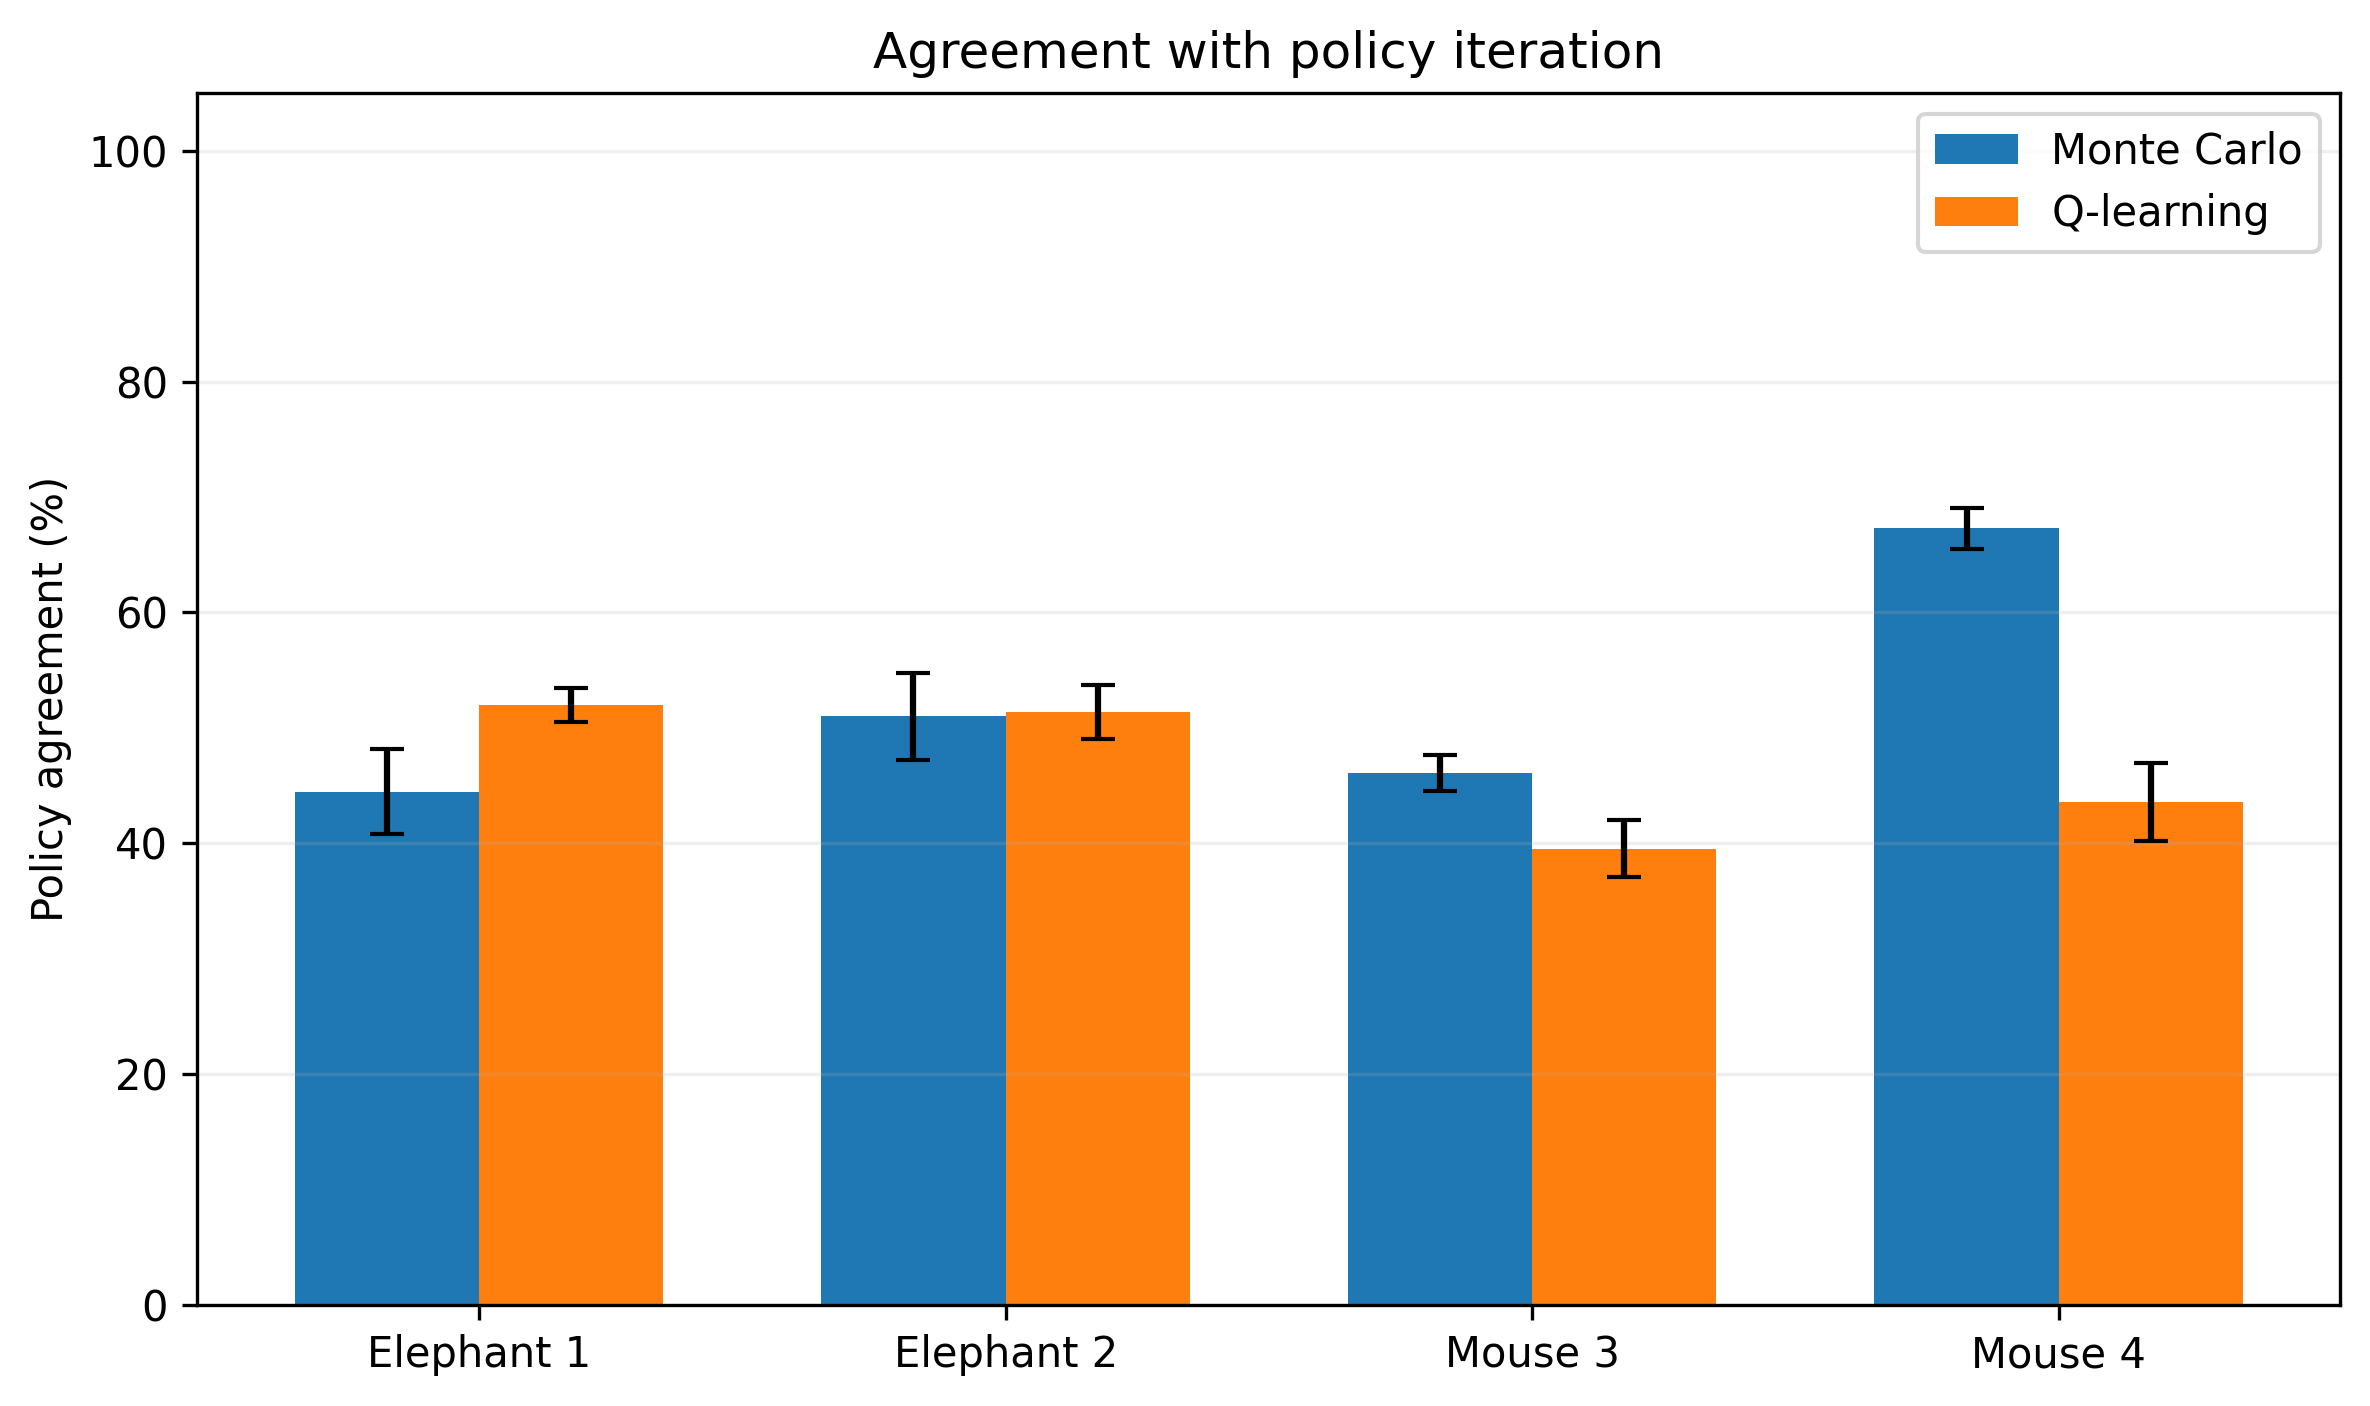 Agreement with policy iteration
Policy agreement (%)
100
80
60
40
20
0
Monte Carlo
Q-learning
Elephant 1
Elephant 2
Mouse 3
Mouse 4